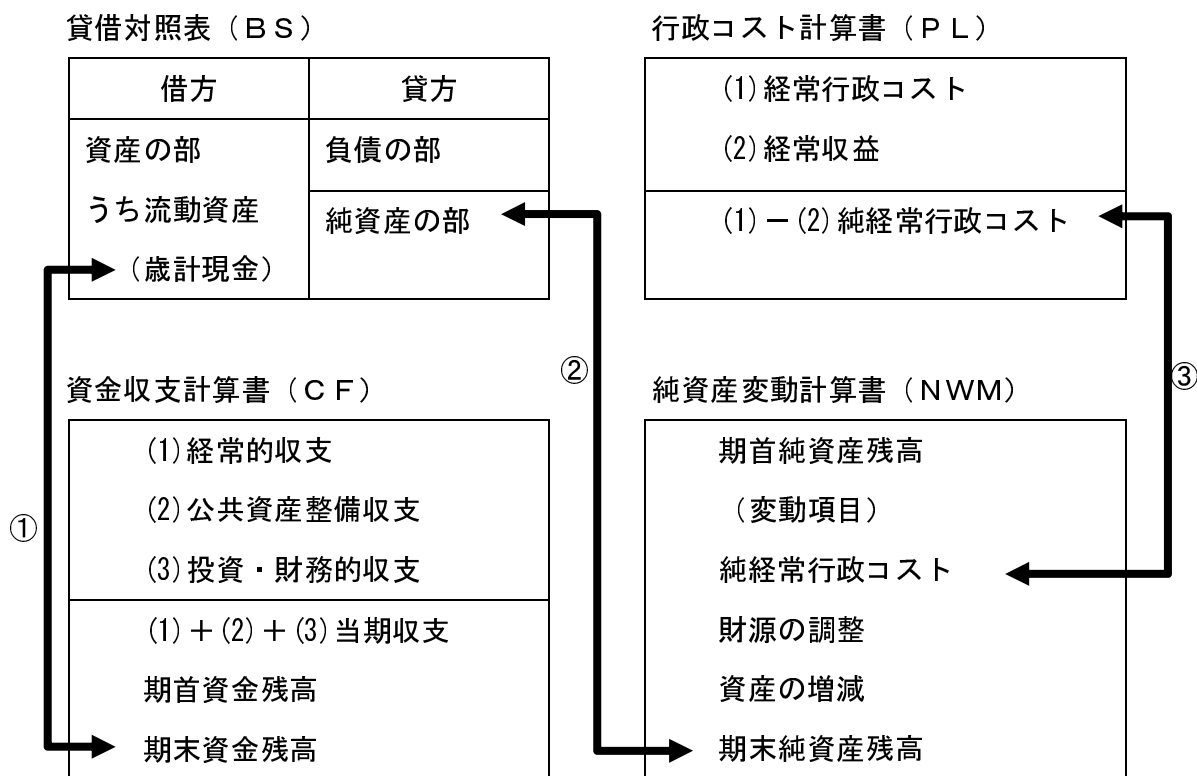 貸借対照表（ＢＳ）
借方
貸方
資産の部
うち流動資産
（歳計現金）
負債の部
純資産の部
行政コスト計算書（ＰＬ）
(1)経常行政コスト
(2)経常収益
(1)－(2)純経常行政コスト
①
②
③
資金収支計算書（ＣＦ）
(1)経常的収支
(2)公共資産整備収支
(3)投資・財務的収支
(1)＋(2)＋(3)当期収支
期首資金残高
期末資金残高
純資産変動計算書（ＮＷＭ）
期首純資産残高
（変動項目）
純経常行政コスト
財源の調整
資産の増減
期末純資産残高